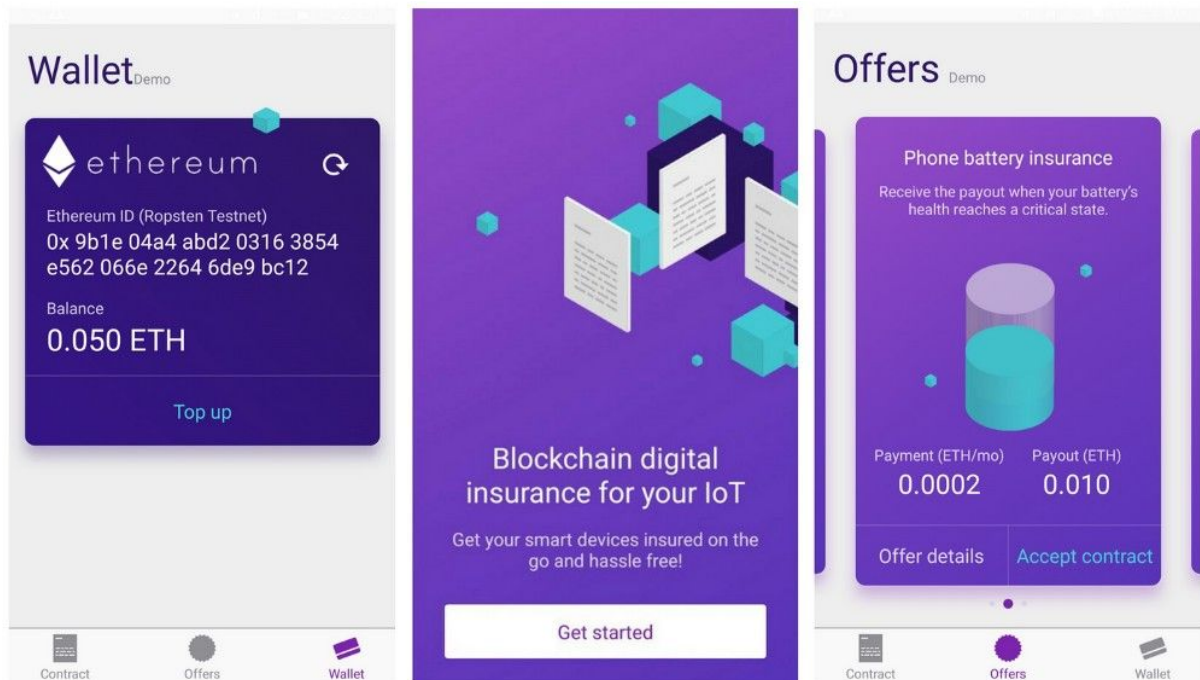 Wallet Demo
ethereum
Ethereum ID (Ropsten Testnet)
0x 9b1e 04a4 abd2 0316 3854
e562 066e 2264 6de9 bc12
Balance
0.050 ETH
Top up
Contract Offers Wallet
Blockchain digital
insurance for your IoT
Get your smart devices insured on the
go and hassle free!
Get started
Offers Demo
Phone battery insurance
Receive the payout when your battery's
health reaches a critical state.
Payment (ETH/mo) Payout (ETH)
0.0002 0.010
Offer details Accept contract
Contract Offers Wallet